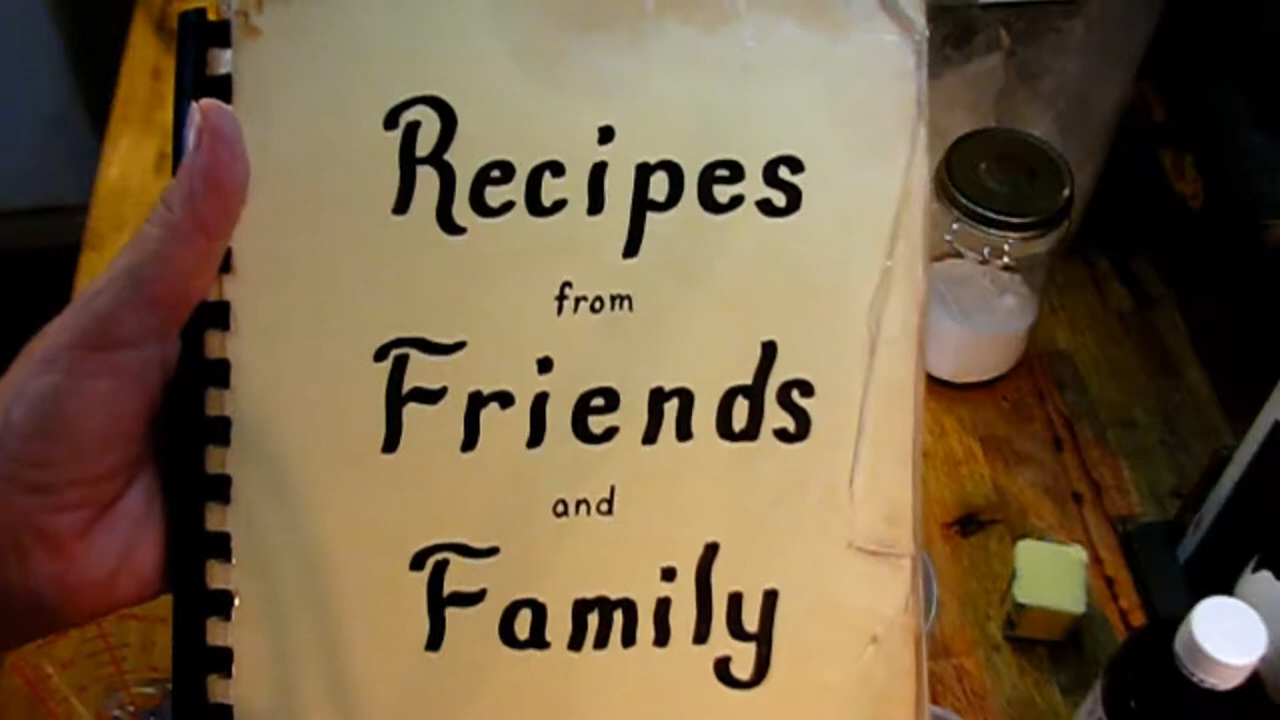 Recipes
from
Friends
and
Family